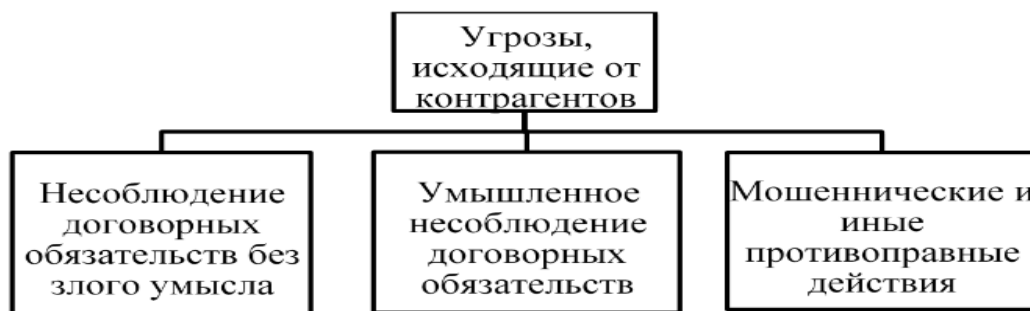 Угрозы,
исходящие от
контрагентов
Несоблюдение
договорных
обязательств без
злого умысла
Умышленное
несоблюдение
договорных
обязательств
Мошеннические и
иные
противоправные
действия